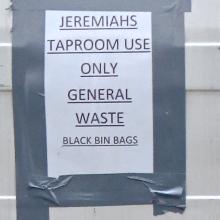 JEREMIAHS
TAPROOM USE
ONLY
GENERAL
WASTE
BLACK BIN BAGS